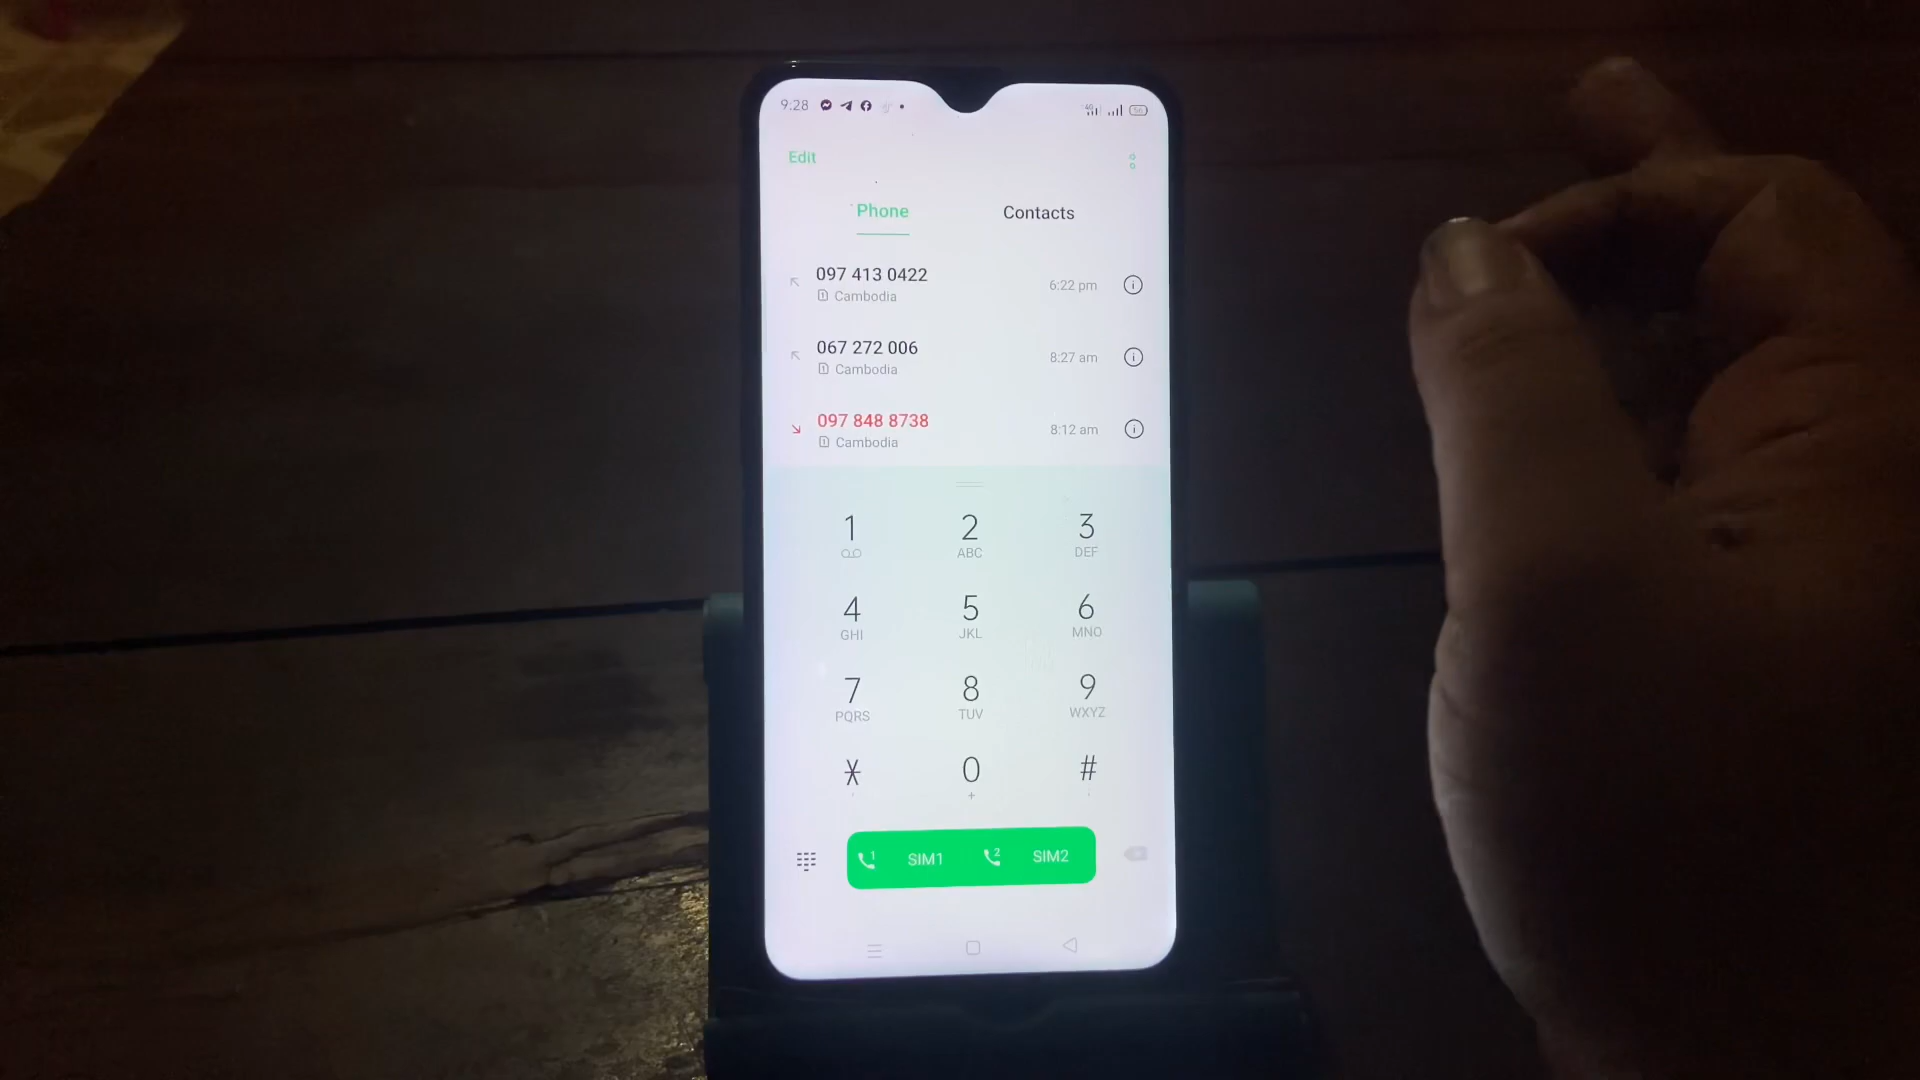 9.28
Edit
Phone Contacts
097 413 0422
Cambodia
6:22 pm
067 272 006
Cambodia
8:27 am
097 848 8738
Cambodia
8:12 am
1 2 3
ABC DEF
4 5 6
GHI JKL MNO
7 8 9
PQRS TUV WXYZ
* 0 #
+
1 SIM1 2 SIM2